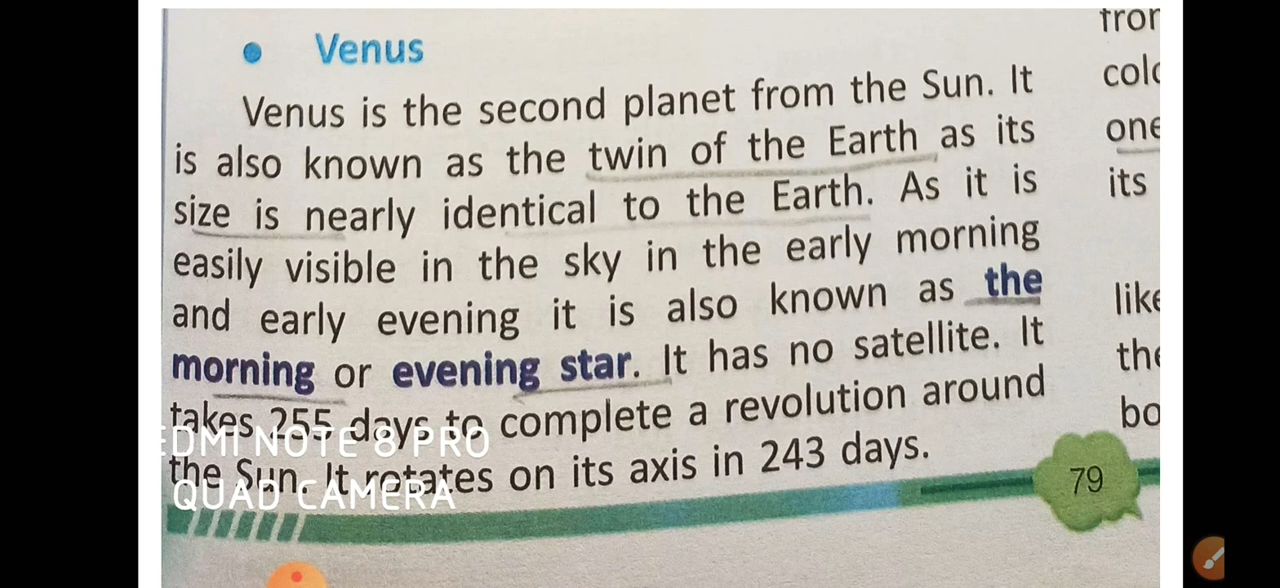 Venus
Venus is the second planet from the Sun. It
is also known as the twin of the Earth as its
size is nearly identical to the Earth. As it is
easily visible in the sky in the early morning
and early evening it is also known as the
morning or evening star. It has no satellite. It
takes 255 days to complete a revolution around
the Sun. It rotates on its axis in 243 days.
EDMI NOTE 8 PRO
QUAD CAMERA
79
one
its
like